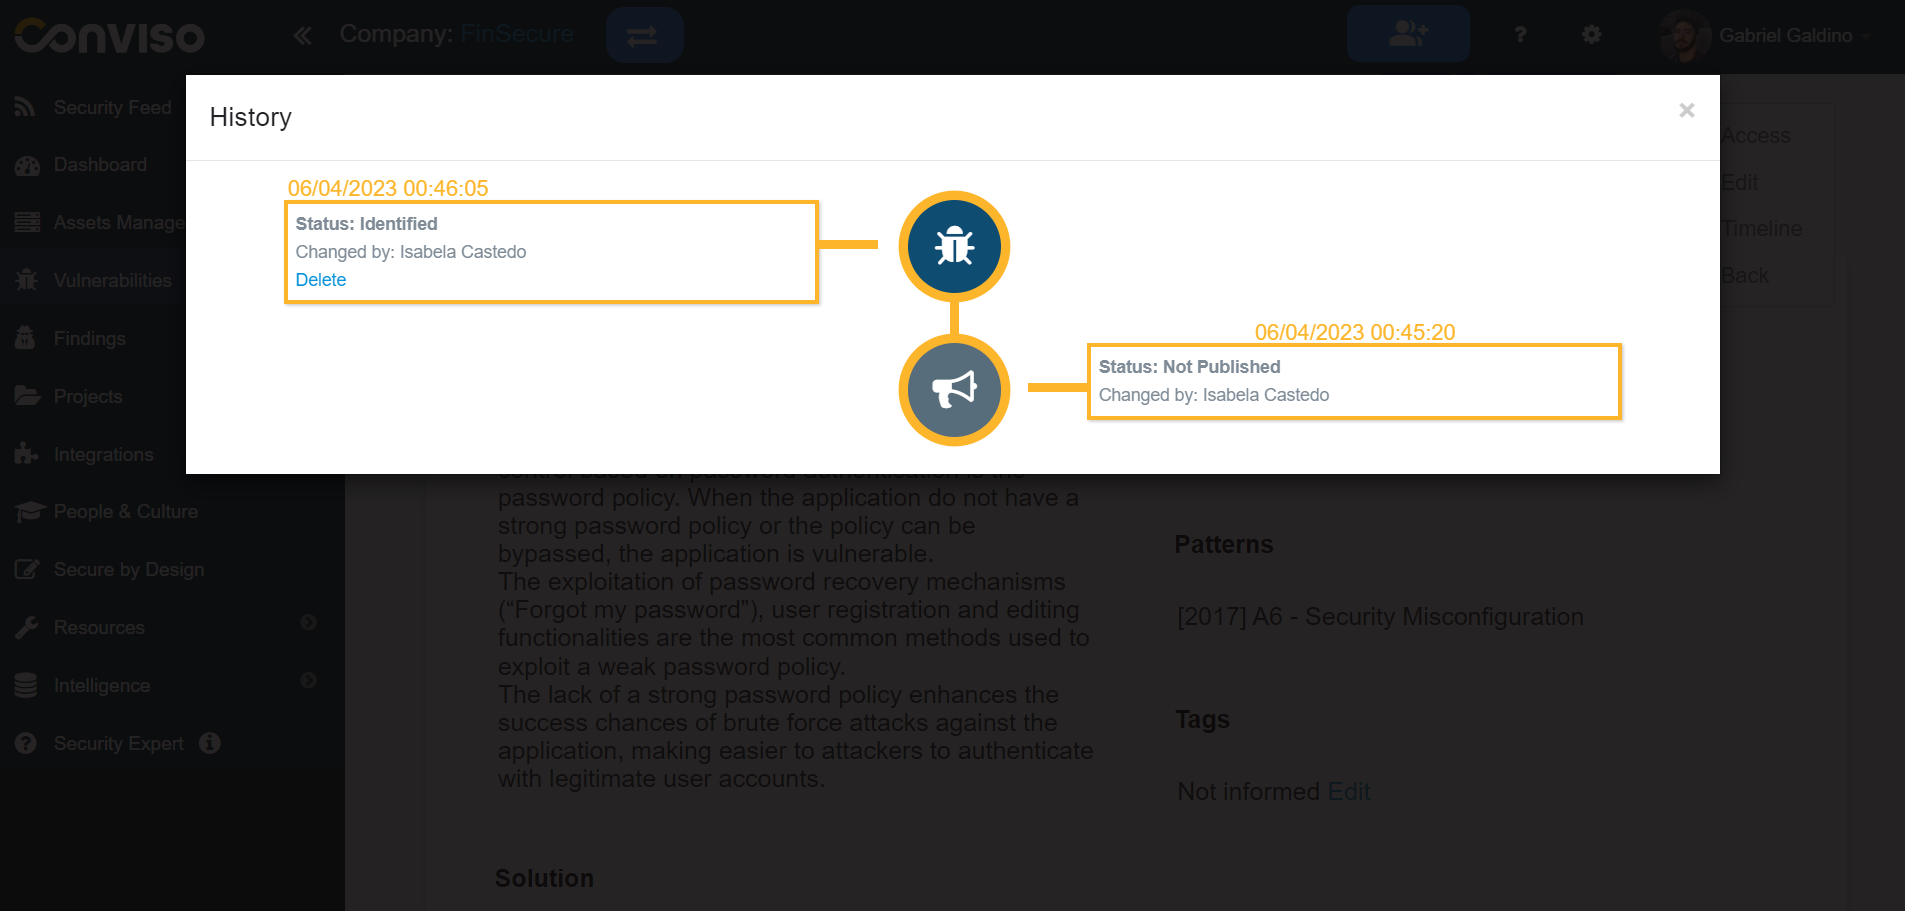 Conviso
Company: FinSecure
Gabriel Galdino
Security Feed
Dashboard
Assets Manage
Vulnerabilities
Findings
Projects
Integrations
People & Culture
Secure by Design
Resources
Intelligence
Security Expert
History
×
06/04/2023 00:46:05
Status: Identified
Changed by: Isabela Castedo
Delete
06/04/2023 00:45:20
Status: Not Published
Changed by: Isabela Castedo
Access
Edit
Timeline
Back
control based on password authentication is the
password policy. When the application do not have a
strong password policy or the policy can be
bypassed, the application is vulnerable.
The exploitation of password recovery mechanisms
(“Forgot my password”), user registration and editing
functionalities are the most common methods used to
exploit a weak password policy.
The lack of a strong password policy enhances the
success chances of brute force attacks against the
application, making easier to attackers to authenticate
with legitimate user accounts.
Solution
Patterns
[2017] A6 - Security Misconfiguration
Tags
Not informed Edit